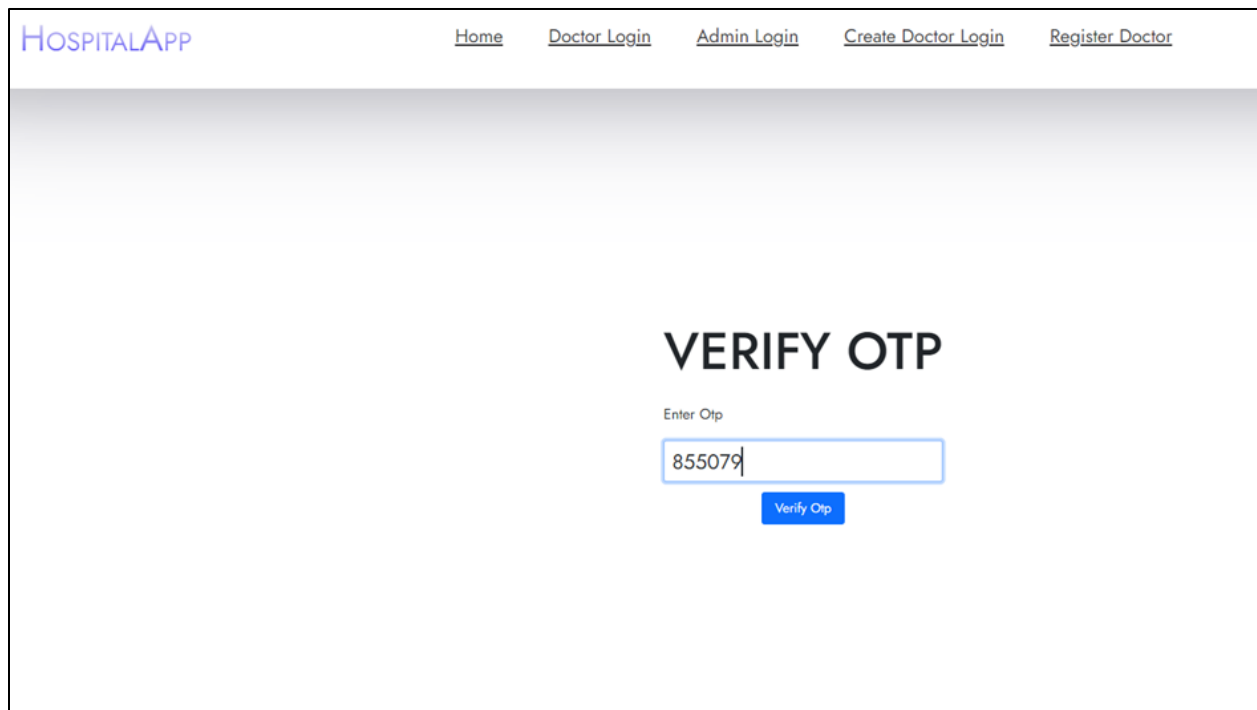 HOSPITALAPP
Home Doctor Login Admin Login Create Doctor Login Register Doctor
VERIFY OTP
Enter Otp
855079
Verify Otp